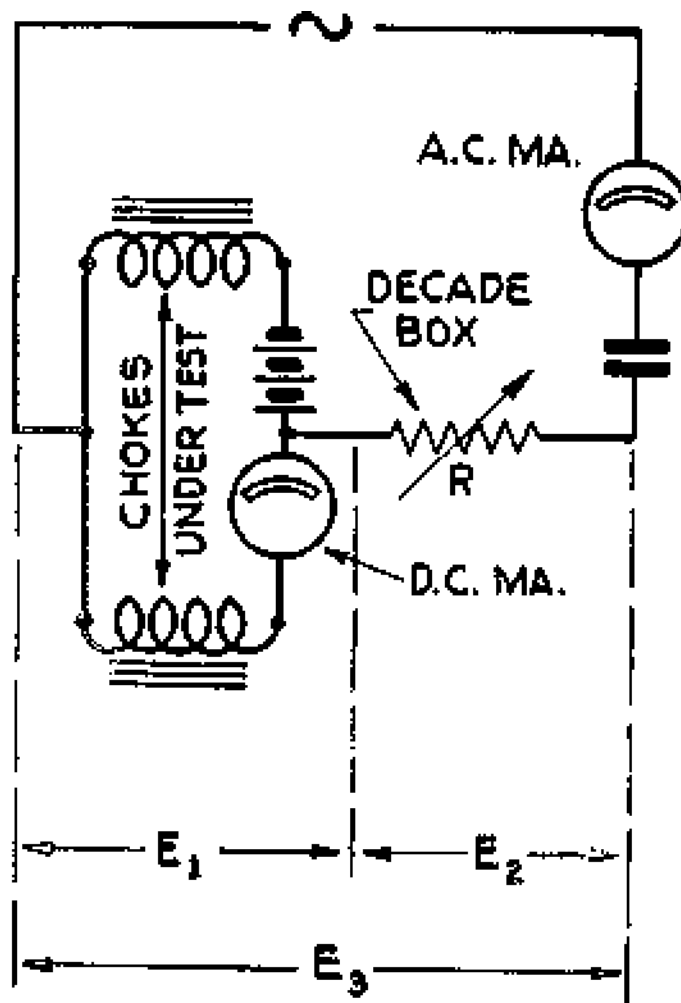 A.C. MA.
DECADE
BOX
CHOKES
UNDER TEST
R
D.C. MA.
E₁
E₂
E₃